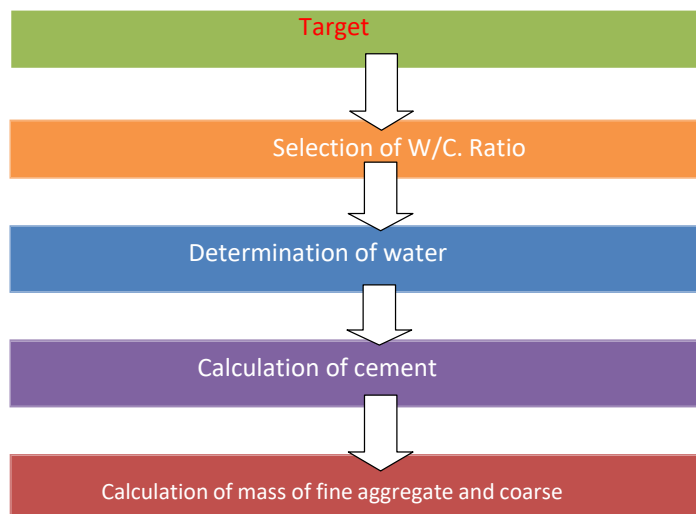 Target
Selection of W/C. Ratio
Determination of water
Calculation of cement
Calculation of mass of fine aggregate and coarse